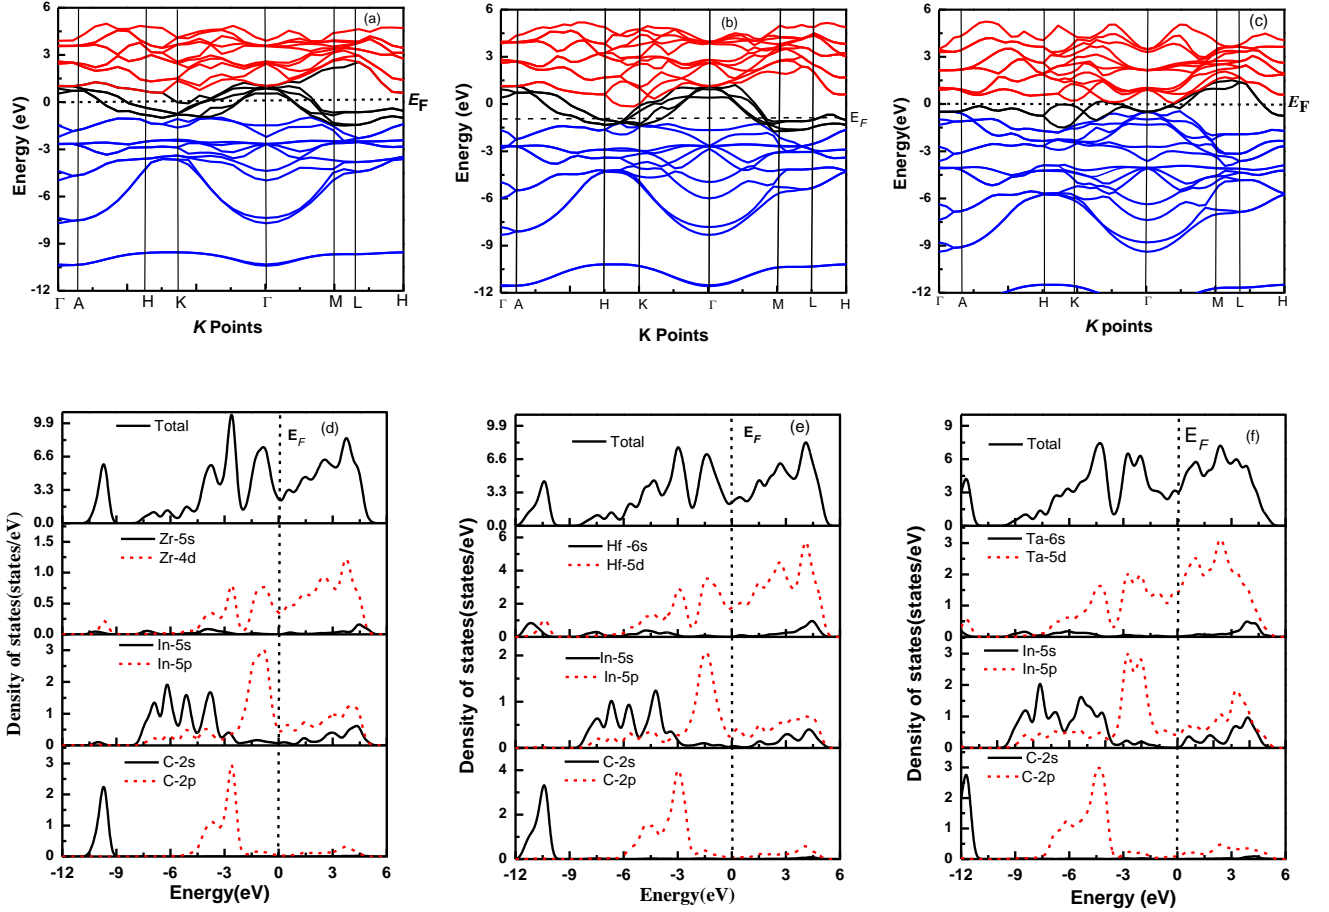 (a)
6
3
0
-3
-6
-9
-12
Energy (eV)
E_F
Γ A H K Γ M L H
K Points
(b)
6
3
0
-3
-6
-9
-12
Energy (eV)
E_F
Γ A H K Γ M L H
K Points
(c)
6
3
0
-3
-6
-9
-12
Energy(eV)
E_F
Γ A H K Γ M L H
K points
Density of states(states/eV)
9.9
6.6
3.3
0.0
Total
E_F
(d)
1.5
1.0
0.5
0.0
Zr-5s
Zr-4d
3
2
1
0
In-5s
In-5p
3
2
1
0
C-2s
C-2p
-12 -9 -6 -3 0 3 6
Energy(eV)
Density of states(states/eV)
9.9
6.6
3.3
0.0
Total
E_F
(e)
6
4
2
0
Hf -6s
Hf-5d
2
1
0
In-5s
In-5p
4
2
0
C-2s
C-2p
-12 -9 -6 -3 0 3 6
Energy(eV)
Density of states(states/eV)
9
6
3
0
Total
E_F
(f)
3
2
1
0
Ta-6s
Ta-5d
3
2
1
0
In-5s
In-5p
3
2
1
0
C-2s
C-2p
-12 -9 -6 -3 0 3 6
Energy (eV)